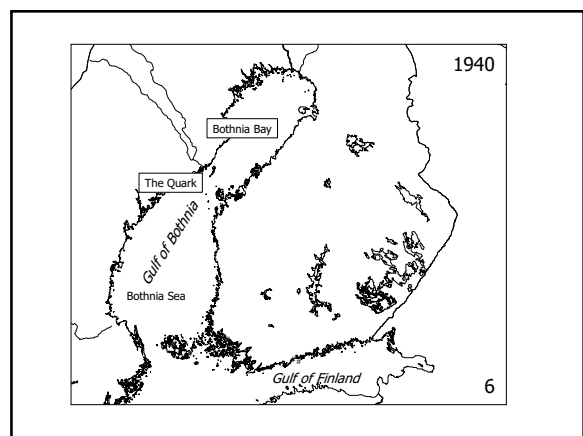 1940
Bothnia Bay
The Quark
Gulf of Bothnia
Bothnia Sea
Gulf of Finland
6